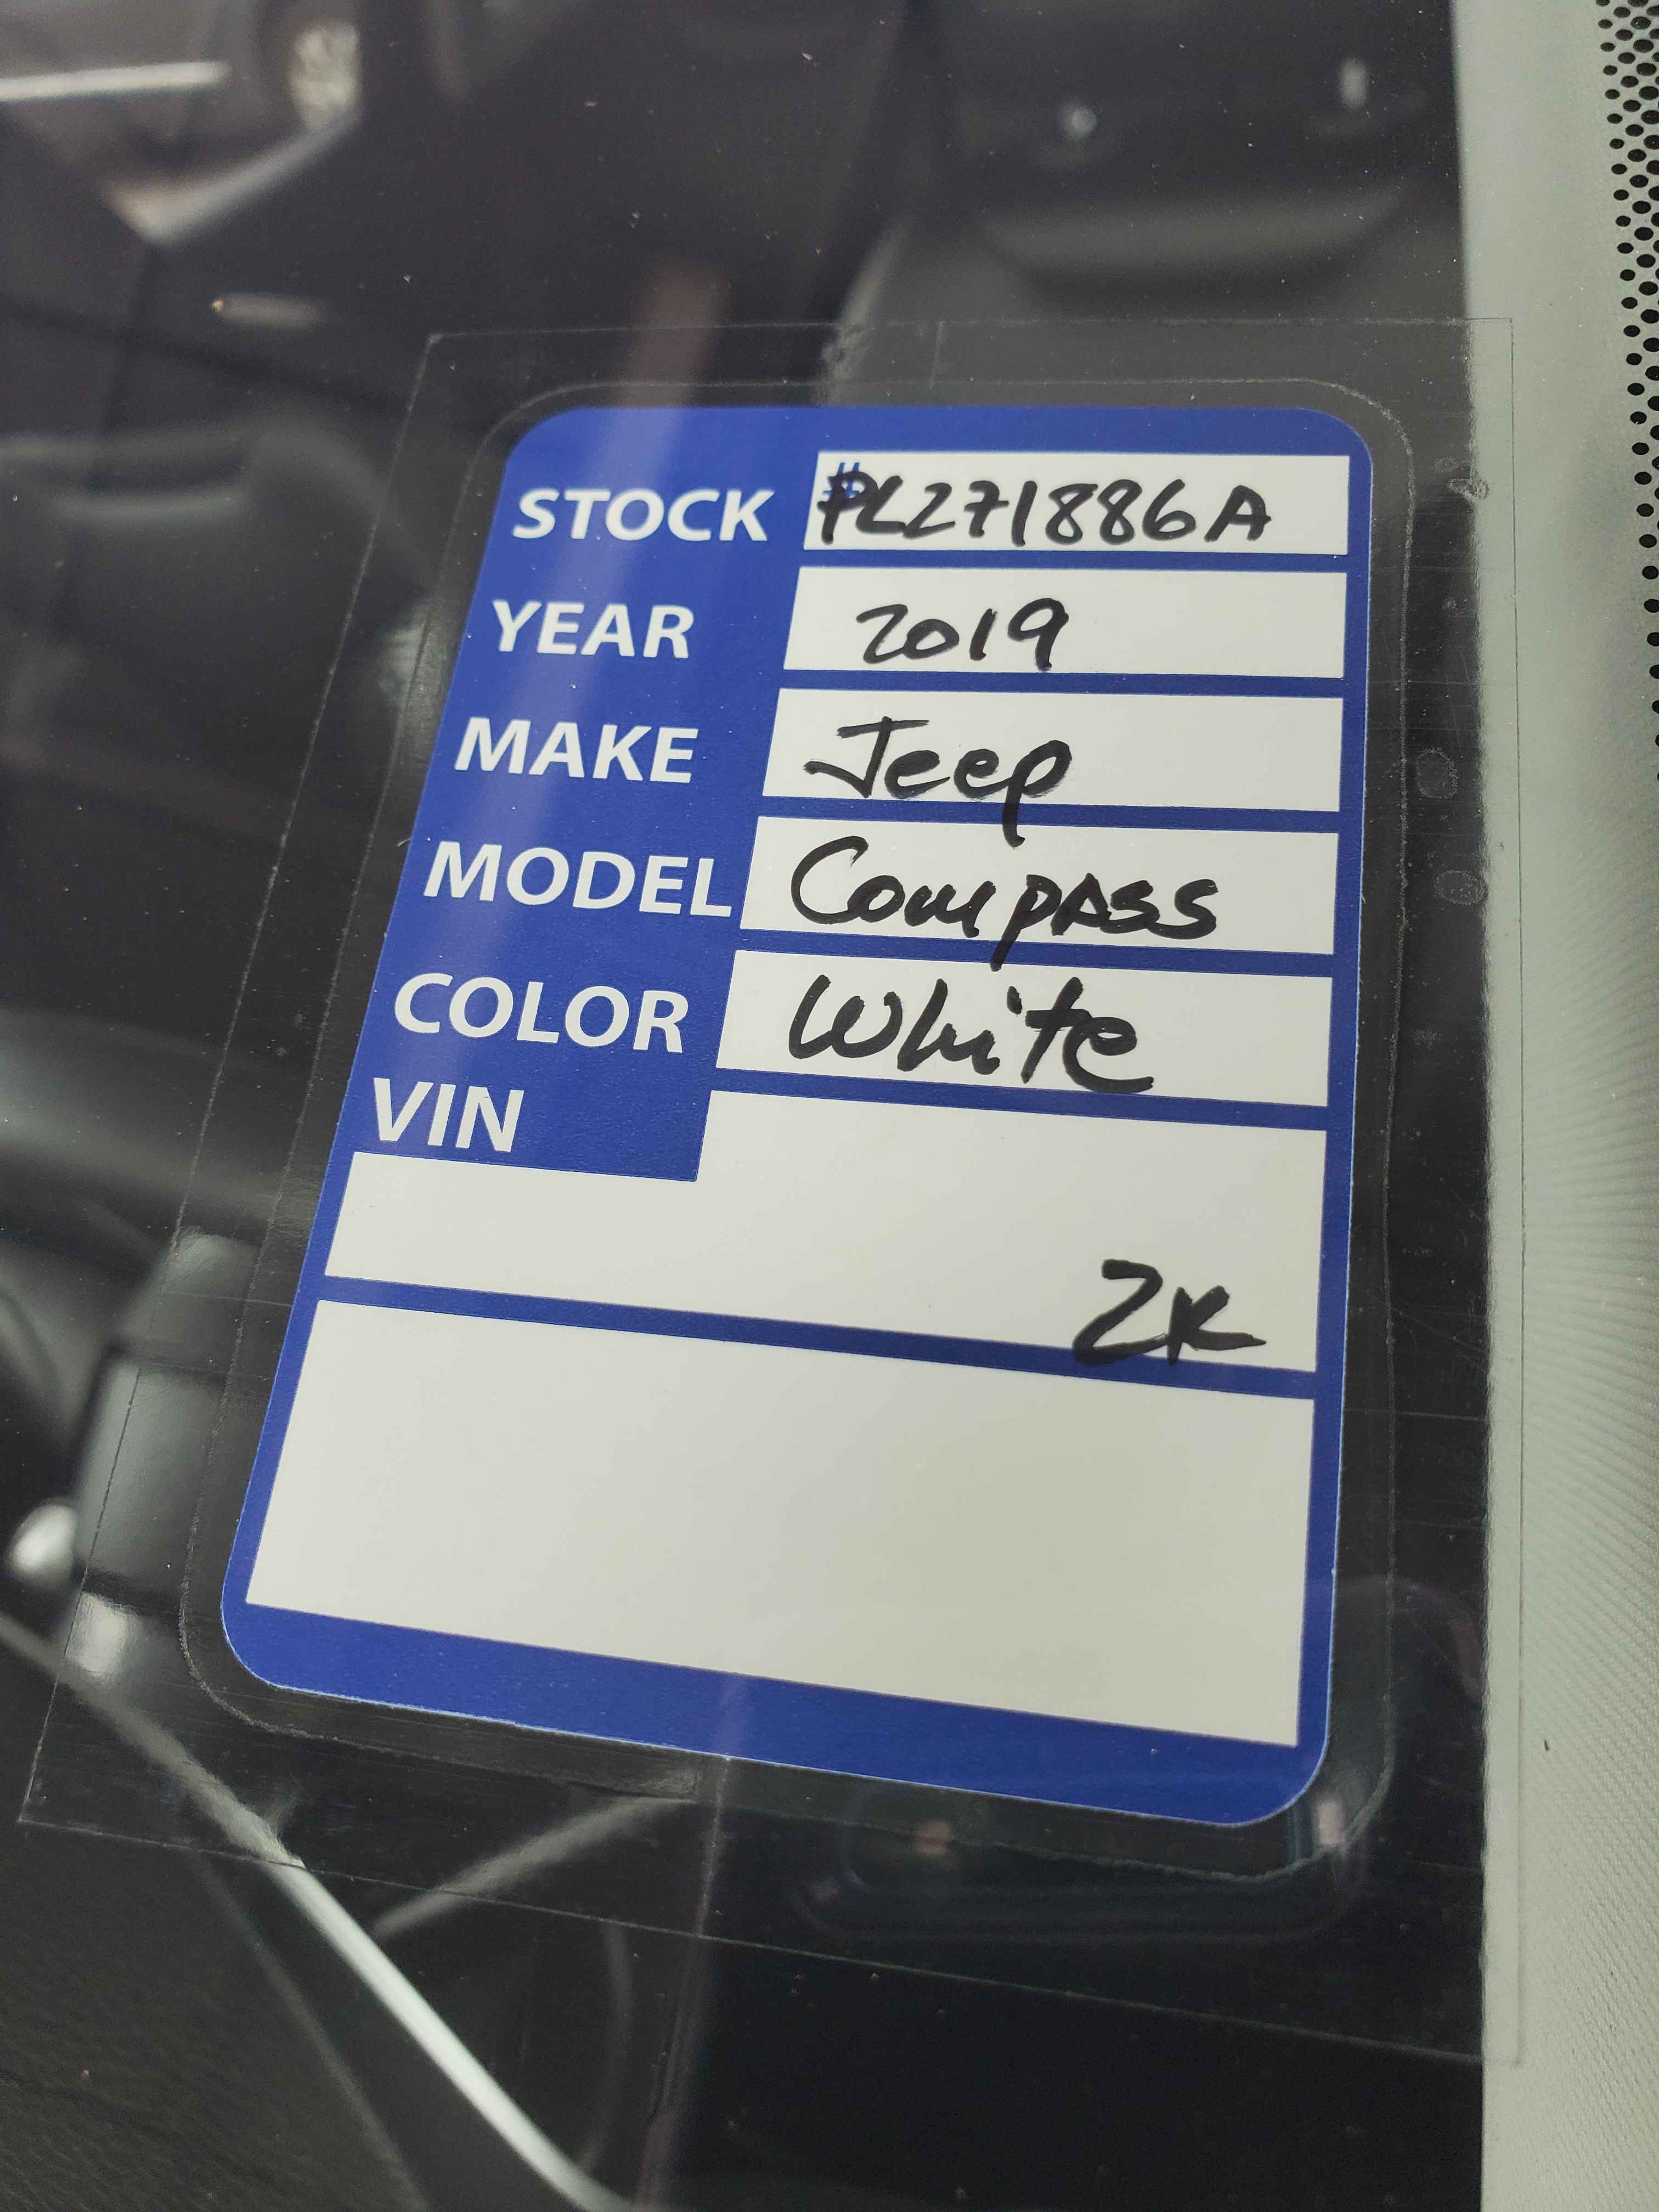 STOCK #PL271886A
YEAR 2019
MAKE Jeep
MODEL Compass
COLOR White
VIN
2K